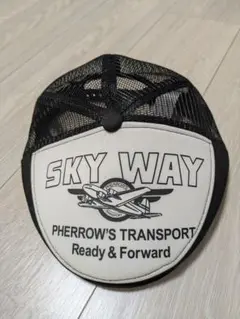 SKY WAY
PHERROW'S TRANSPORT
Ready & Forward